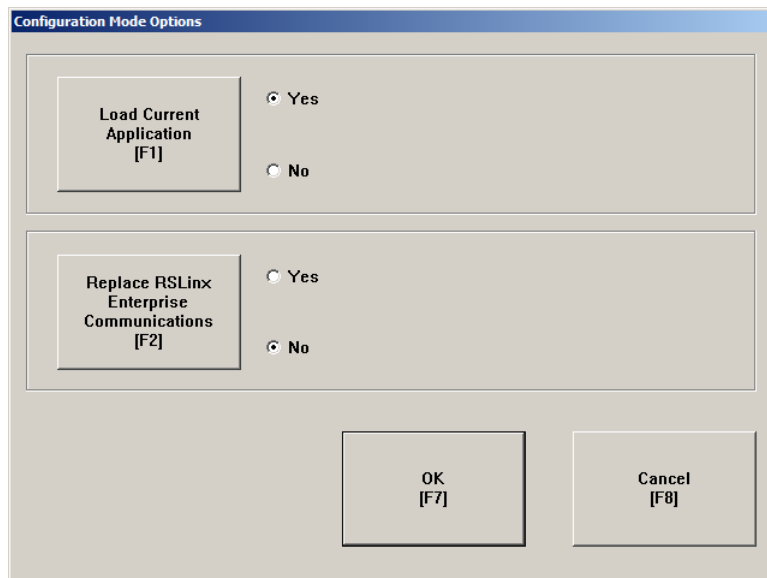 Configuration Mode Options
Load Current
Application
[F1]
Yes
No
Replace RSLinx
Enterprise
Communications
[F2]
Yes
No
OK
[F7]
Cancel
[F8]